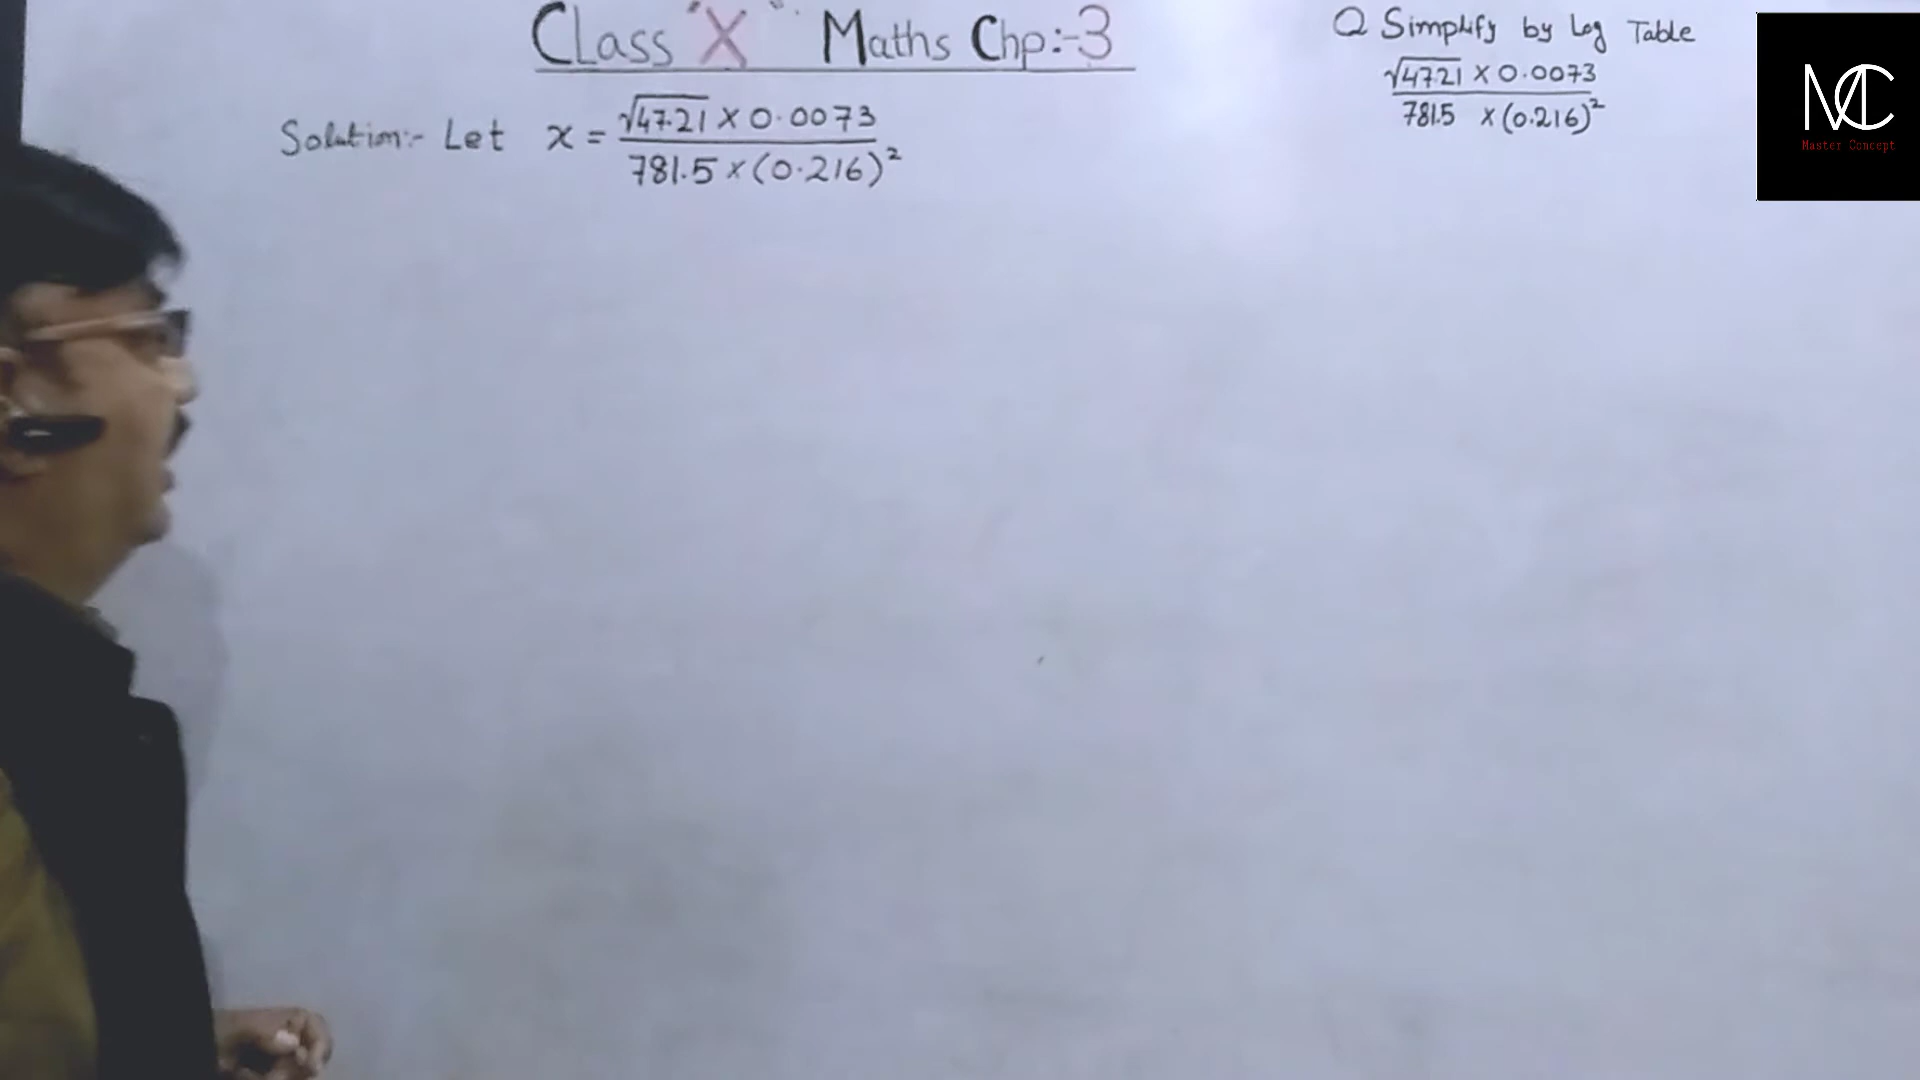 Class "X" Maths Chp:-3
Q Simplify by Log Table
√47.21 × 0.0073
781.5 × (0.216)²
Solution:- Let x = √47.21 × 0.0073
781.5 × (0.216)²
MC
Master Concept